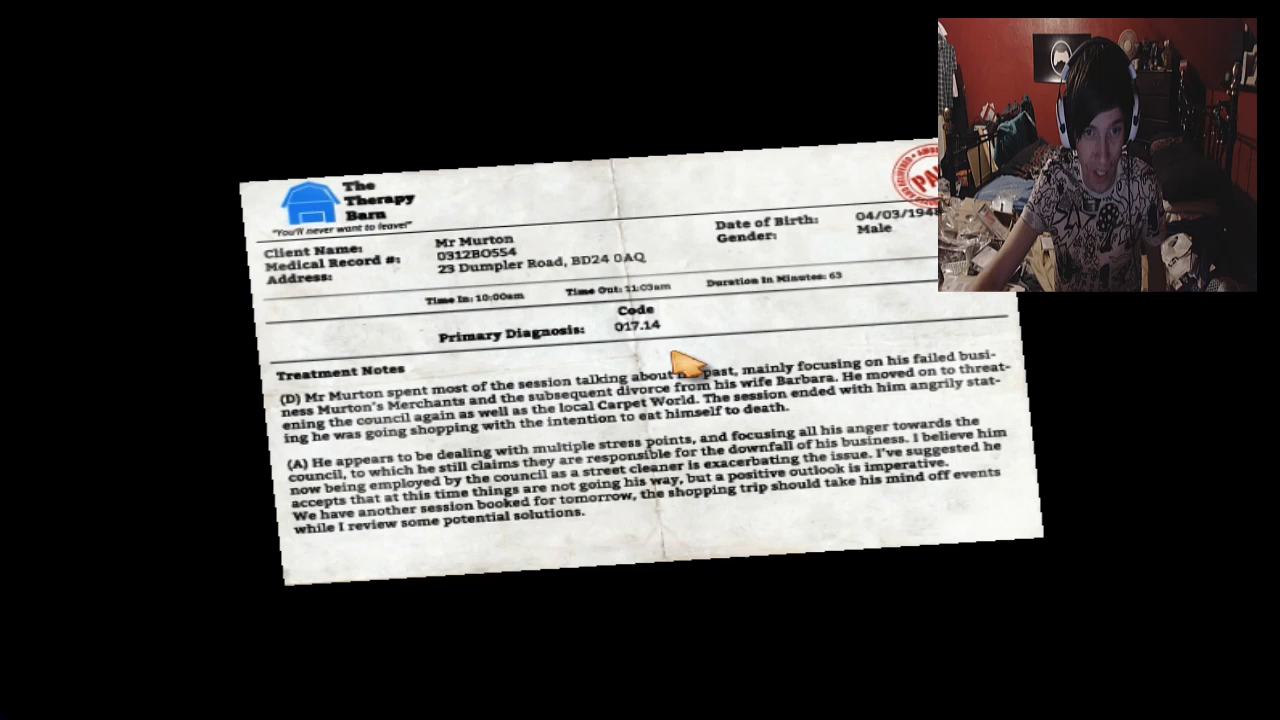 The
Therapy
Barn
"You'll never want to leave!"
PA
Client Name: Mr Murton
Medical Record #: 0312BO554
Address: 23 Dumpler Road, BD24 0AQ
Date of Birth: 04/03/194
Gender: Male
Time In: 10:00am Time Out: 11:03am Duration In Minutes: 63
Code
Primary Diagnosis: 017.14
Treatment Notes
(D) Mr Murton spent most of the session talking about past, mainly focusing on his failed busi-
ness Murton's Merchants and the subsequent divorce from his wife Barbara. He moved on to threat-
ening the council again as well as the local Carpet World. The session ended with him angrily stat-
ing he was going shopping with the intention to eat himself to death.
(A) He appears to be dealing with multiple stress points, and focusing all his anger towards the
council, to which he still claims they are responsible for the downfall of his business. I believe him
now being employed by the council as a street cleaner is exacerbating the issue. I've suggested he
accepts that at this time things are not going his way, but a positive outlook is imperative.
We have another session booked for tomorrow, the shopping trip should take his mind off events
while I review some potential solutions.